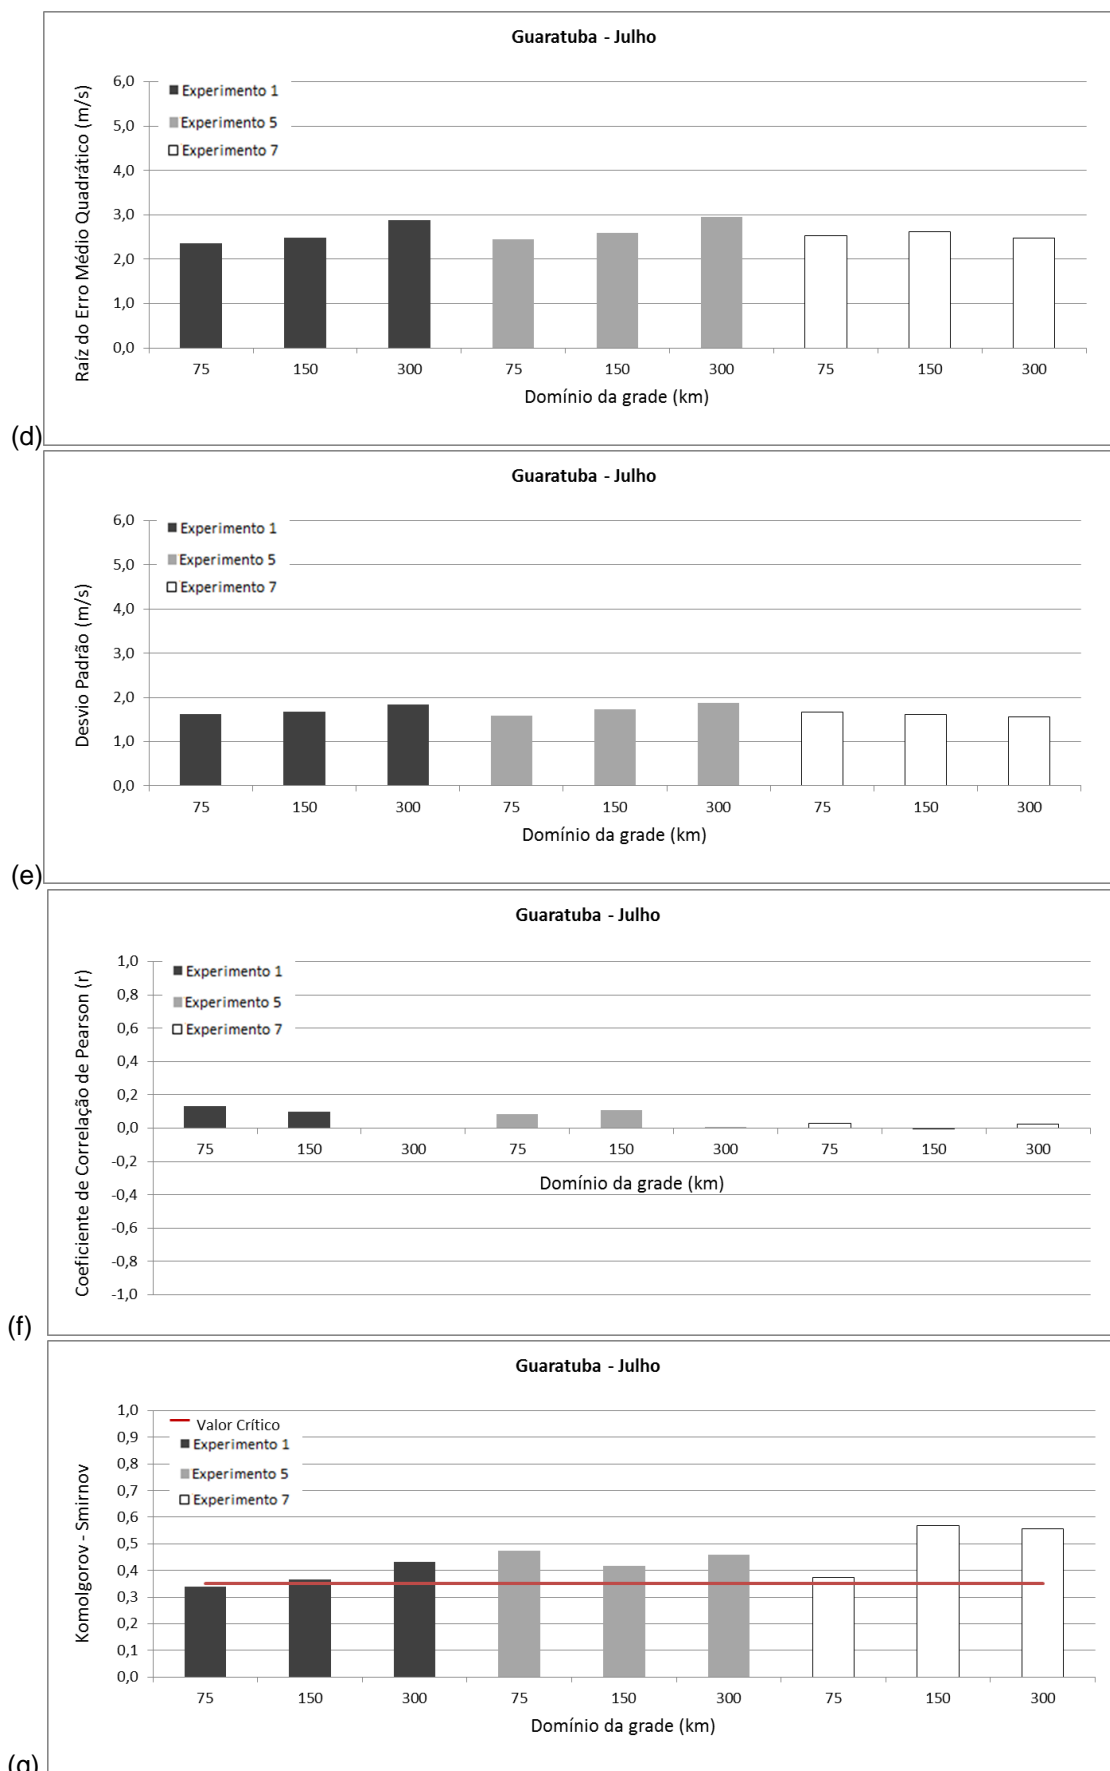 Guaratuba - Julho
Raíz do Erro Médio Quadrático (m/s)
6,0
5,0
4,0
3,0
2,0
1,0
0,0
Experimento 1
Experimento 5
Experimento 7
75 150 300 75 150 300 75 150 300
Domínio da grade (km)
(d)
Guaratuba - Julho
Desvio Padrão (m/s)
6,0
5,0
4,0
3,0
2,0
1,0
0,0
Experimento 1
Experimento 5
Experimento 7
75 150 300 75 150 300 75 150 300
Domínio da grade (km)
(e)
Guaratuba - Julho
Coeficiente de Correlação de Pearson (r)
1,0
0,8
0,6
0,4
0,2
0,0
-0,2
-0,4
-0,6
-0,8
-1,0
Experimento 1
Experimento 5
Experimento 7
75 150 300 75 150 300 75 150 300
Domínio da grade (km)
(f)
Guaratuba - Julho
Komolgorov - Smirnov
1,0
0,9
0,8
0,7
0,6
0,5
0,4
0,3
0,2
0,1
0,0
Valor Crítico
Experimento 1
Experimento 5
Experimento 7
75 150 300 75 150 300 75 150 300
Domínio da grade (km)
(g)